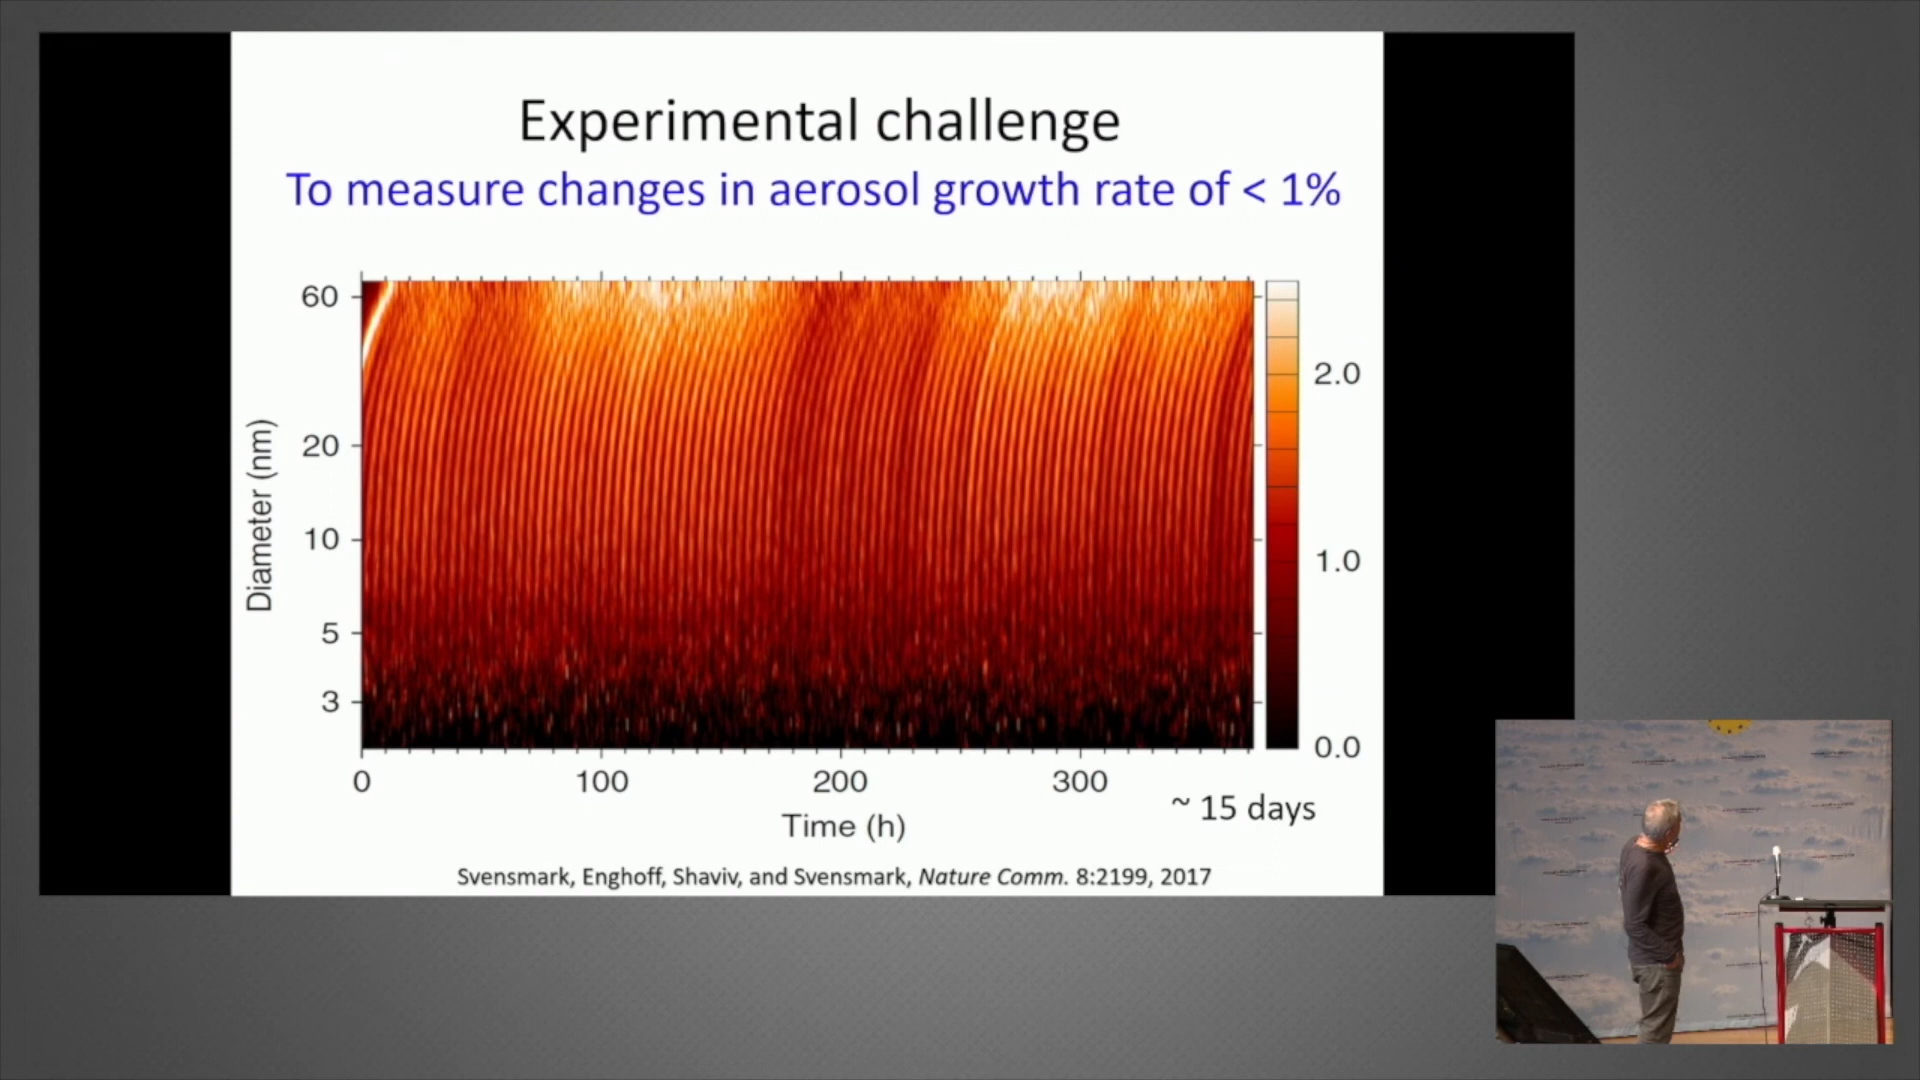 Experimental challenge
To measure changes in aerosol growth rate of < 1%
60
20
10
5
3
Diameter (nm)
0
100
200
300
Time (h)
2.0
1.0
0.0
~ 15 days
Svensmark, Enghoff, Shaviv, and Svensmark, Nature Comm. 8:2199, 2017